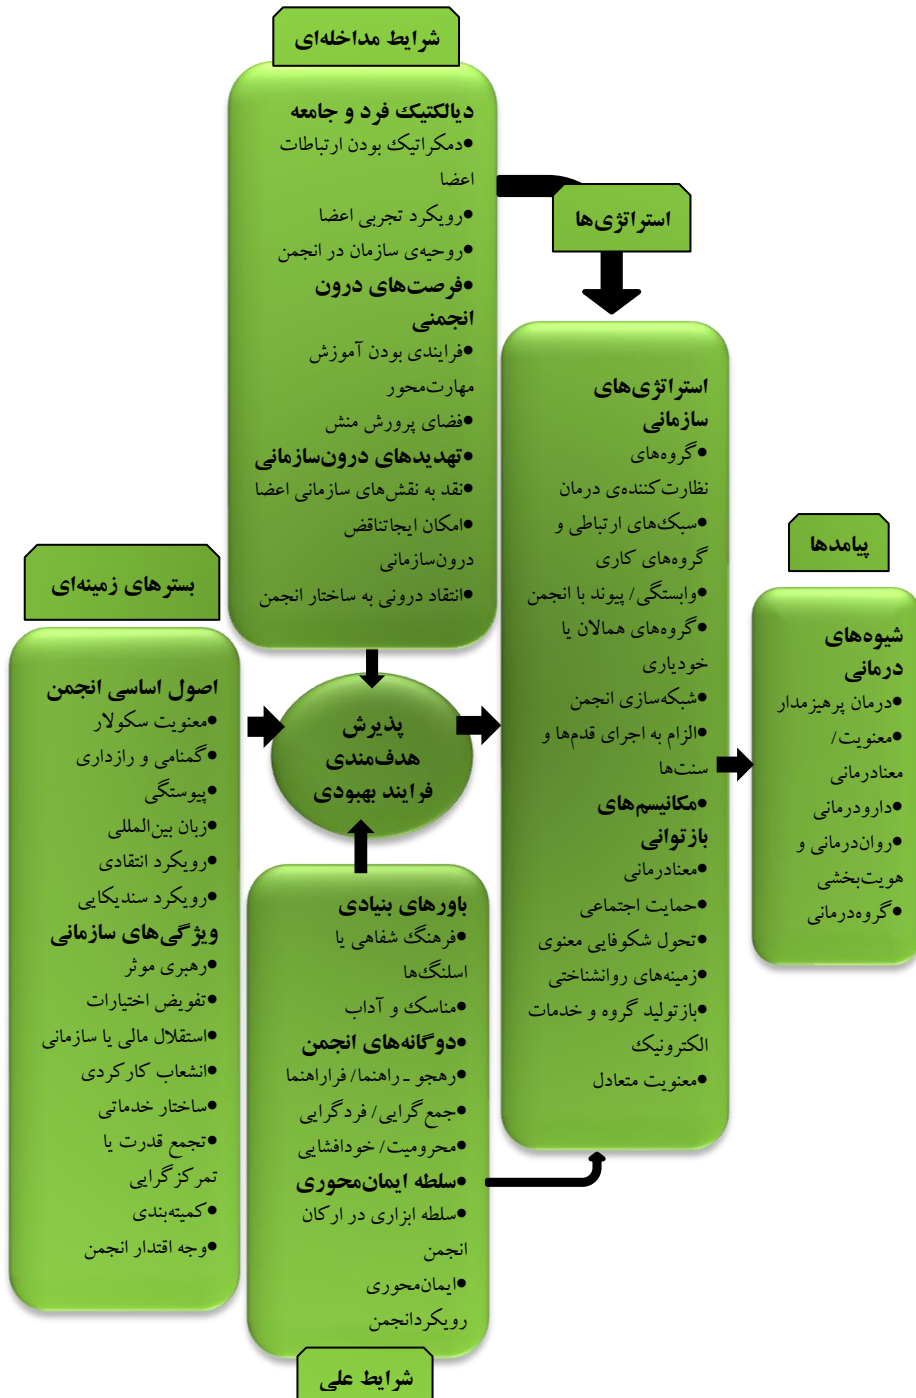 شرایط مداخله‌ای
دیالکتیک فرد و جامعه
•دمکراتیک بودن ارتباطات
اعضا
•رویکرد تجربی اعضا
•روحیه‌ی سازمان در انجمن
•فرصت‌های درون
انجمنی
•فرایندی بودن آموزش
مهارت‌محور
•فضای پرورش منش
•تهدیدهای درون‌سازمانی
•نقد به نقش‌های سازمانی اعضا
•امکان ایجاتناقض
درون‌سازمانی
•انتقاد درونی به ساختار انجمن
استراتژی‌ها
استراتژی‌های
سازمانی
•گروه‌های
نظارت‌کننده‌ی درمان
•سبک‌های ارتباطی و
گروه‌های کاری
•وابستگی/ پیوند با انجمن
•گروه‌های همالان یا
خودیاری
•شبکه‌سازی انجمن
•الزام به اجرای قدم‌ها و
سنت‌ها
•مکانیسم‌های
بازتوانی
•معنادرمانی
•حمایت اجتماعی
•تحول شکوفایی معنوی
•زمینه‌های روانشناختی
•بازتولید گروه و خدمات
الکترونیک
•معنویت متعادل
پیامدها
شیوه‌های
درمانی
•درمان پرهیزمدار
•معنویت/
معنادرمانی
•دارودرمانی
•روان‌درمانی و
هویت‌بخشی
•گروه‌درمانی
بسترهای زمینه‌ای
اصول اساسی انجمن
•معنویت سکولار
•گمنامی و رازداری
•پیوستگی
•زبان بین‌المللی
•رویکرد انتقادی
•رویکرد سندیکایی
ویژگی‌های سازمانی
•رهبری موثر
•تفویض اختیارات
•استقلال مالی یا سازمانی
•انشعاب کارکردی
•ساختار خدماتی
•تجمع قدرت یا
تمرکزگرایی
•کمیته‌بندی
•وجه اقتدار انجمن
پذیرش
هدف‌مندی
فرایند بهبودی
باورهای بنیادی
•فرهنگ شفاهی یا
اسلنگ‌ها
•مناسک و آداب
•دوگانه‌های انجمن
•رهجو ـ راهنما/ فراراهنما
•جمع‌گرایی/ فردگرایی
•محرومیت/ خودافشایی
•سلطه ایمان‌محوری
•سلطه ابزاری در ارکان
انجمن
•ایمان‌محوری
رویکردانجمن
شرایط علی